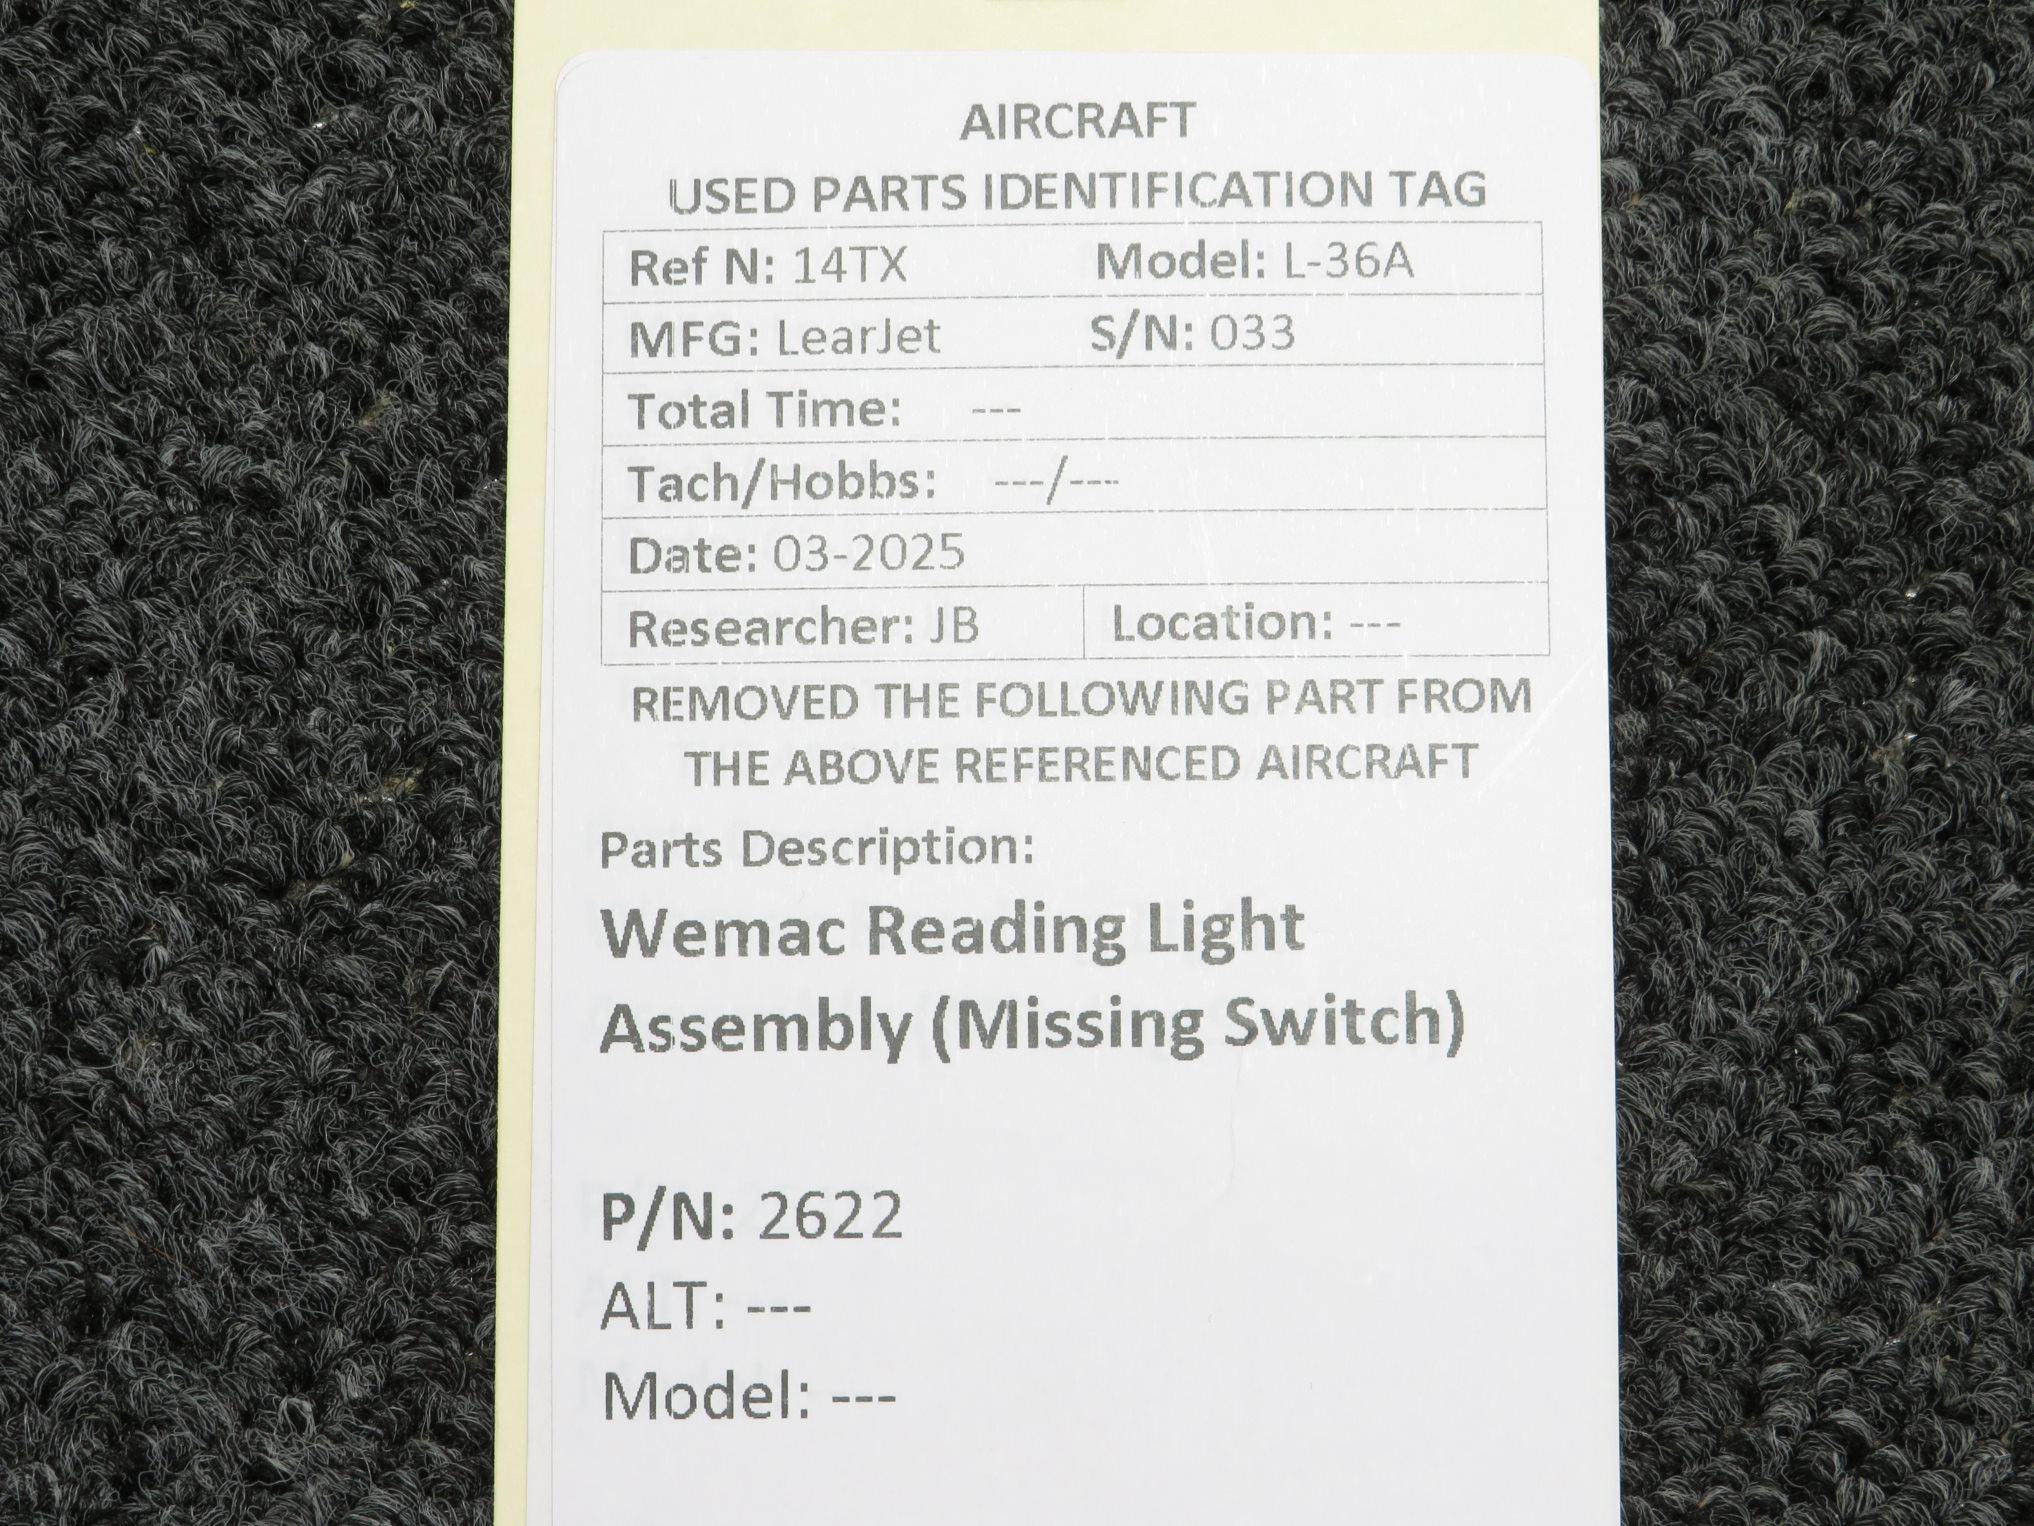 AIRCRAFT
USED PARTS IDENTIFICATION TAG
Ref N: 14TX Model: L-36A
MFG: LearJet S/N: 033
Total Time: ---
Tach/Hobbs: ---/---
Date: 03-2025
Researcher: JB Location: ---
REMOVED THE FOLLOWING PART FROM
THE ABOVE REFERENCED AIRCRAFT
Parts Description:
Wemac Reading Light
Assembly (Missing Switch)
P/N: 2622
ALT: ---
Model: ---